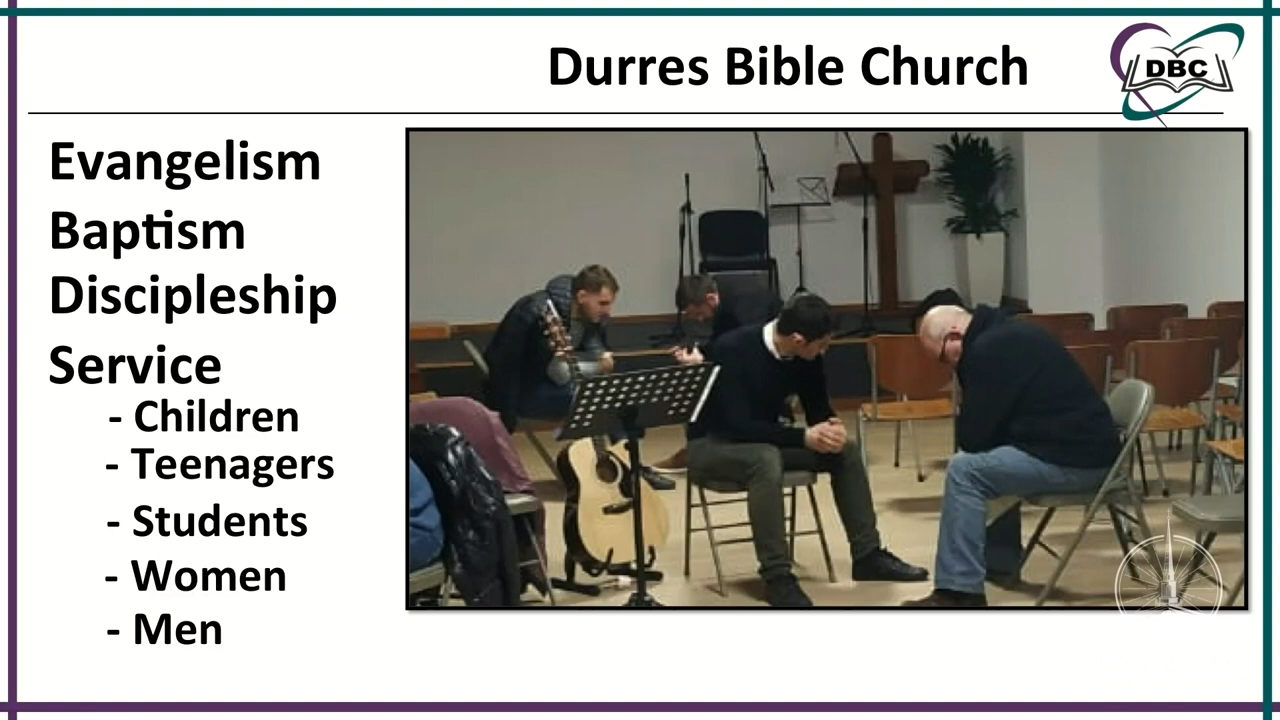 Durres Bible Church
DBC
Evangelism
Baptism
Discipleship
Service
- Children
- Teenagers
- Students
- Women
- Men